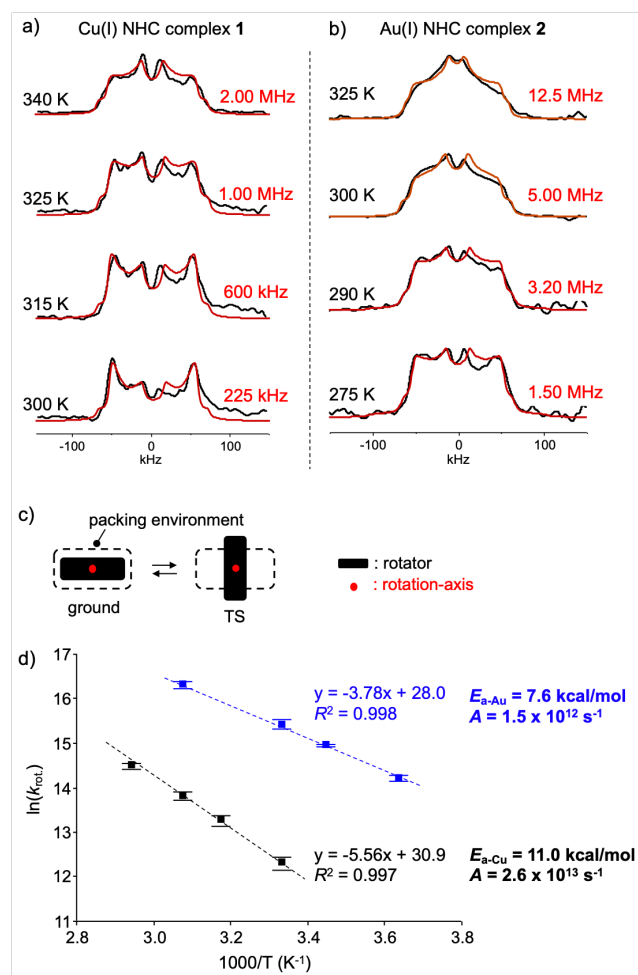 a) Cu(I) NHC complex 1
340 K 2.00 MHz
325 K 1.00 MHz
315 K 600 kHz
300 K 225 kHz
-100 0 100
kHz
b) Au(I) NHC complex 2
325 K 12.5 MHz
300 K 5.00 MHz
290 K 3.20 MHz
275 K 1.50 MHz
-100 0 100
kHz
c)
packing environment
ground
TS
: rotator
: rotation-axis
d)
ln(k_rot.)
17
16
15
14
13
12
11
y = -3.78x + 28.0
R² = 0.998
E_a-Au = 7.6 kcal/mol
A = 1.5 x 10¹² s⁻¹
y = -5.56x + 30.9
R² = 0.997
E_a-Cu = 11.0 kcal/mol
A = 2.6 x 10¹³ s⁻¹
2.8 3.0 3.2 3.4 3.6 3.8
1000/T (K⁻¹)